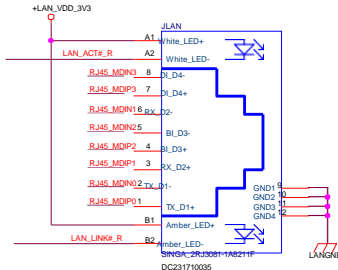 +LAN_VDD_3V3
JLAN
A1 White_LED+
LAN_ACT#_R A2 White_LED-
RJ45_MDIN3 8 DI_D4-
RJ45_MDIP3 7 DI_D4+
RJ45_MDIN1 6 RX_D2-
RJ45_MDIN2 5 BI_D3-
RJ45_MDIP2 4 BI_D3+
RJ45_MDIP1 3 RX_D2+
RJ45_MDIN0 2 TX_D1-
RJ45_MDIP0 1 TX_D1+
GND1 9
GND2 10
GND3 11
GND4 12
B1 Amber_LED+
LAN_LINK#_R B2 Amber_LED-
LANGND
SINGA_2RJ3081-1A8211F
DC231710035